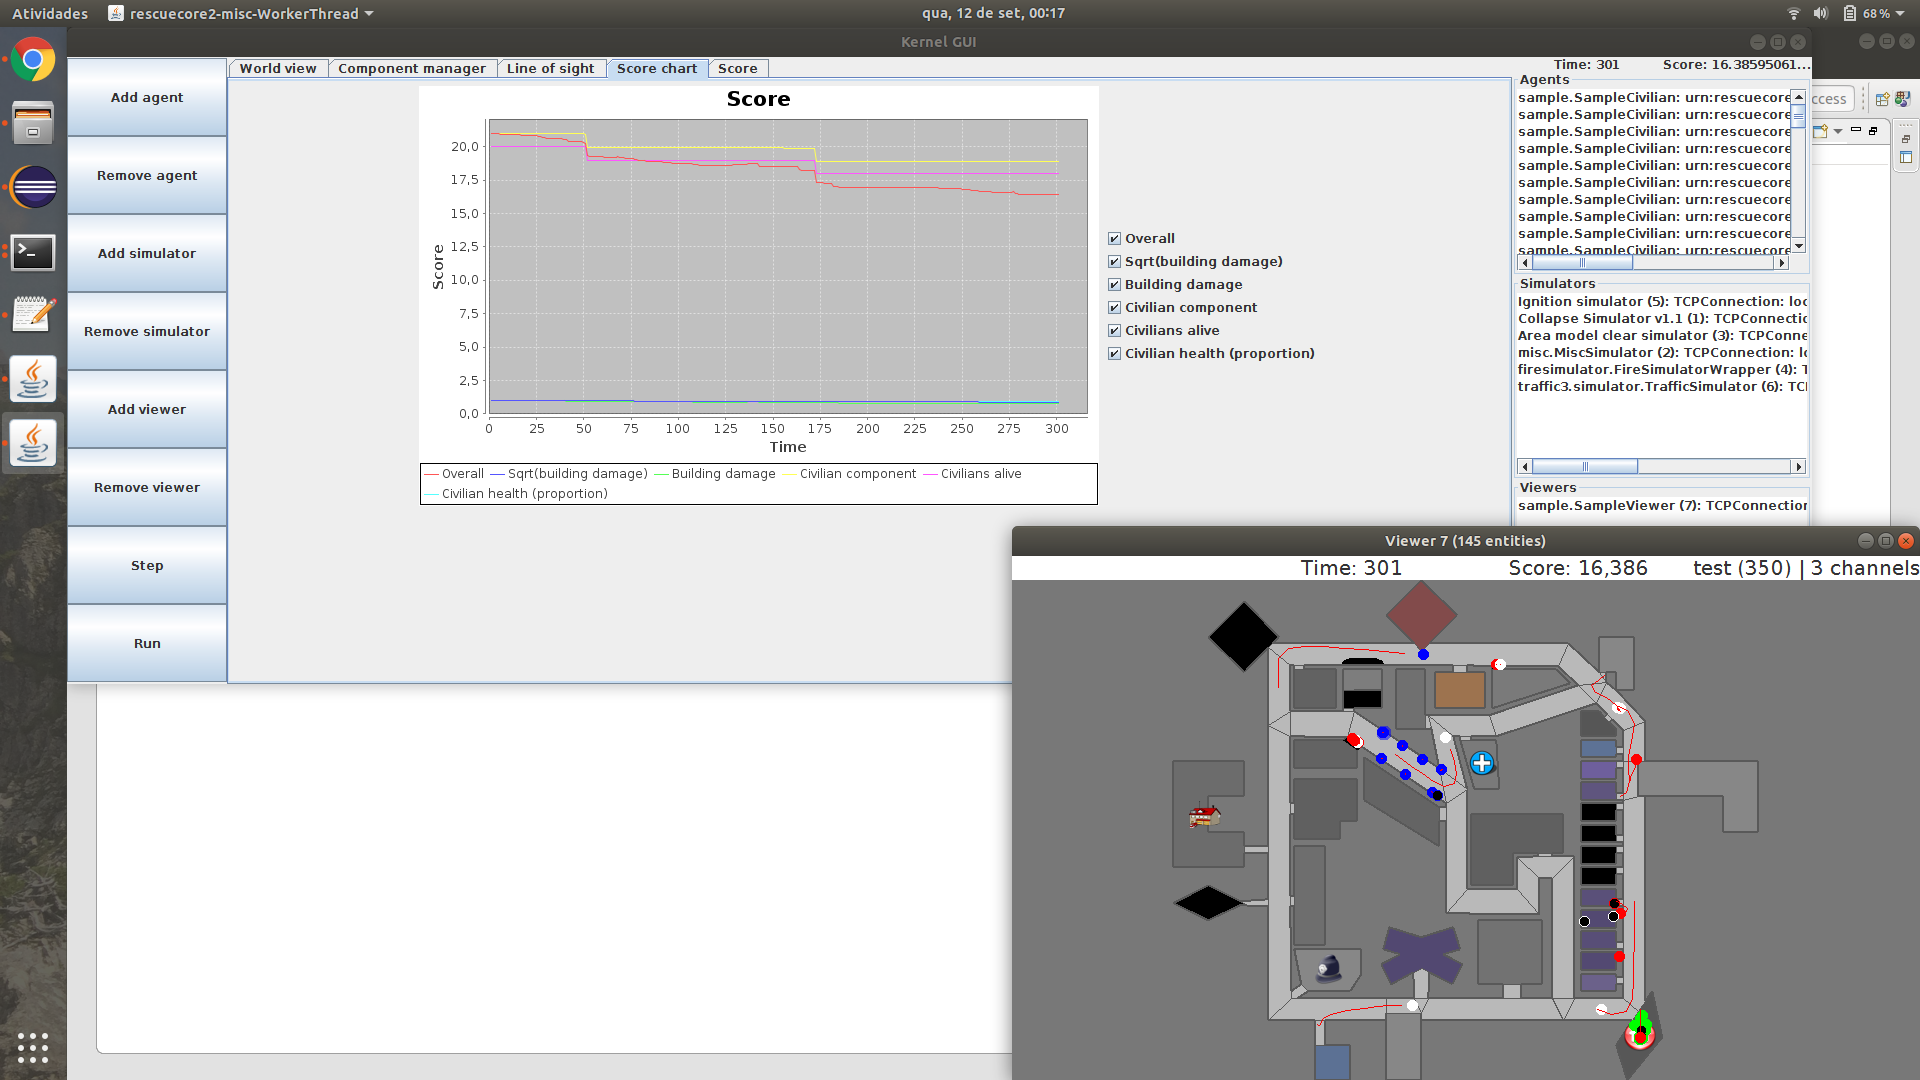 Atividades
rescuecore2-misc-WorkerThread
qua, 12 de set, 00:17
68 %
Kernel GUI
Add agent
Remove agent
Add simulator
Remove simulator
Add viewer
Remove viewer
Step
Run
World view
Component manager
Line of sight
Score chart
Score
Time: 301
Score: 16.38595061...
Score
Score
20,0
17,5
15,0
12,5
10,0
7,5
5,0
2,5
0,0
0 25 50 75 100 125 150 175 200 225 250 275 300
Time
Overall Sqrt(building damage) Building damage Civilian component Civilians alive
Civilian health (proportion)
Overall
Sqrt(building damage)
Building damage
Civilian component
Civilians alive
Civilian health (proportion)
Agents
sample.SampleCivilian: urn:rescuecore
sample.SampleCivilian: urn:rescuecore
sample.SampleCivilian: urn:rescuecore
sample.SampleCivilian: urn:rescuecore
sample.SampleCivilian: urn:rescuecore
sample.SampleCivilian: urn:rescuecore
sample.SampleCivilian: urn:rescuecore
sample.SampleCivilian: urn:rescuecore
sample.SampleCivilian: urn:rescuecore
sample.SampleCivilian: urn:rescuecore
Simulators
Ignition simulator (5): TCPConnection: loc
Collapse Simulator v1.1 (1): TCPConnectic
Area model clear simulator (3): TCPConne
misc.MiscSimulator (2): TCPConnection: lo
firesimulator.FireSimulatorWrapper (4): T
traffic3.simulator.TrafficSimulator (6): TCI
Viewers
sample.SampleViewer (7): TCPConnection
ccess
Viewer 7 (145 entities)
Time: 301
Score: 16,386
test (350) | 3 channels